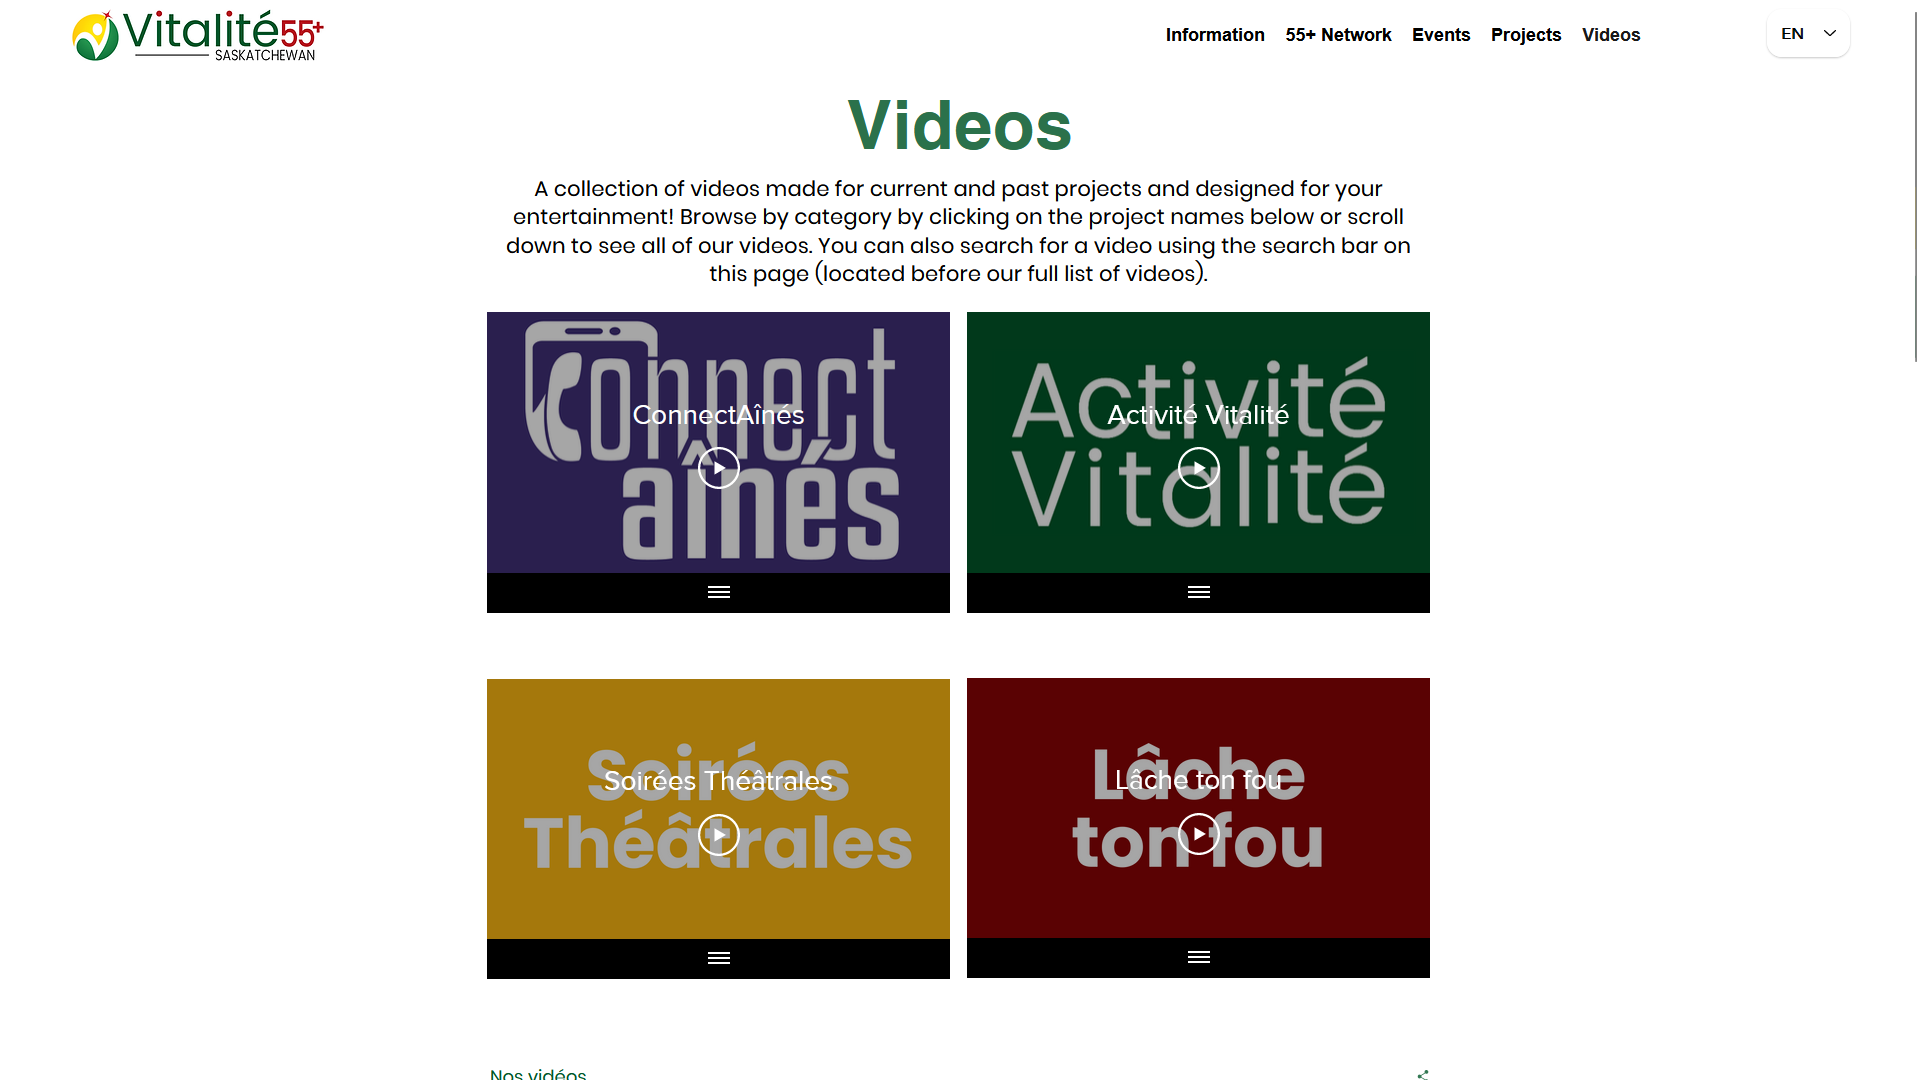 Vitalité55+
SASKATCHEWAN
Information 55+ Network Events Projects Videos
EN
Videos
A collection of videos made for current and past projects and designed for your
entertainment! Browse by category by clicking on the project names below or scroll
down to see all of our videos. You can also search for a video using the search bar on
this page (located before our full list of videos).
Connect
aînés
ConnectAînés
Activité
Vitalité
Activité Vitalité
Soirées
Théâtrales
Soirées Théâtrales
Lâche
ton fou
Lâche ton fou
Nos vidéos